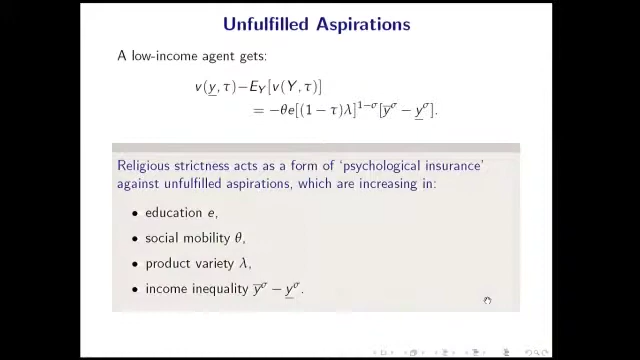 Unfulfilled Aspirations
A low-income agent gets:
v(y̲, τ)−E_Y[v(Y, τ)]
= −θe[(1 − τ)λ]^{1−σ}[y̅^σ − y̲^σ].
Religious strictness acts as a form of ‘psychological insurance’
against unfulfilled aspirations, which are increasing in:
• education e,
• social mobility θ,
• product variety λ,
• income inequality y̅^σ − y̲^σ.